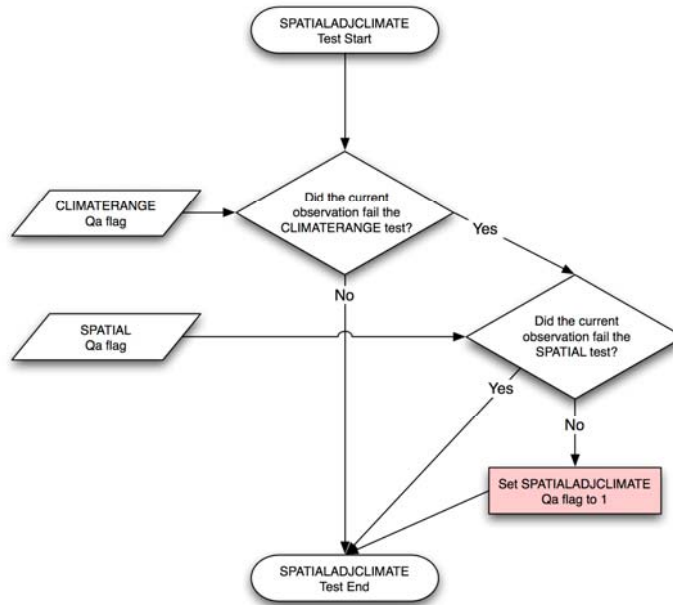 SPATIALADJCLIMATE
Test Start
CLIMATERANGE
Qa flag
Did the current
observation fail the
CLIMATERANGE test?
Yes
No
SPATIAL
Qa flag
Did the current
observation fail the
SPATIAL test?
Yes
No
Set SPATIALADJCLIMATE
Qa flag to 1
SPATIALADJCLIMATE
Test End